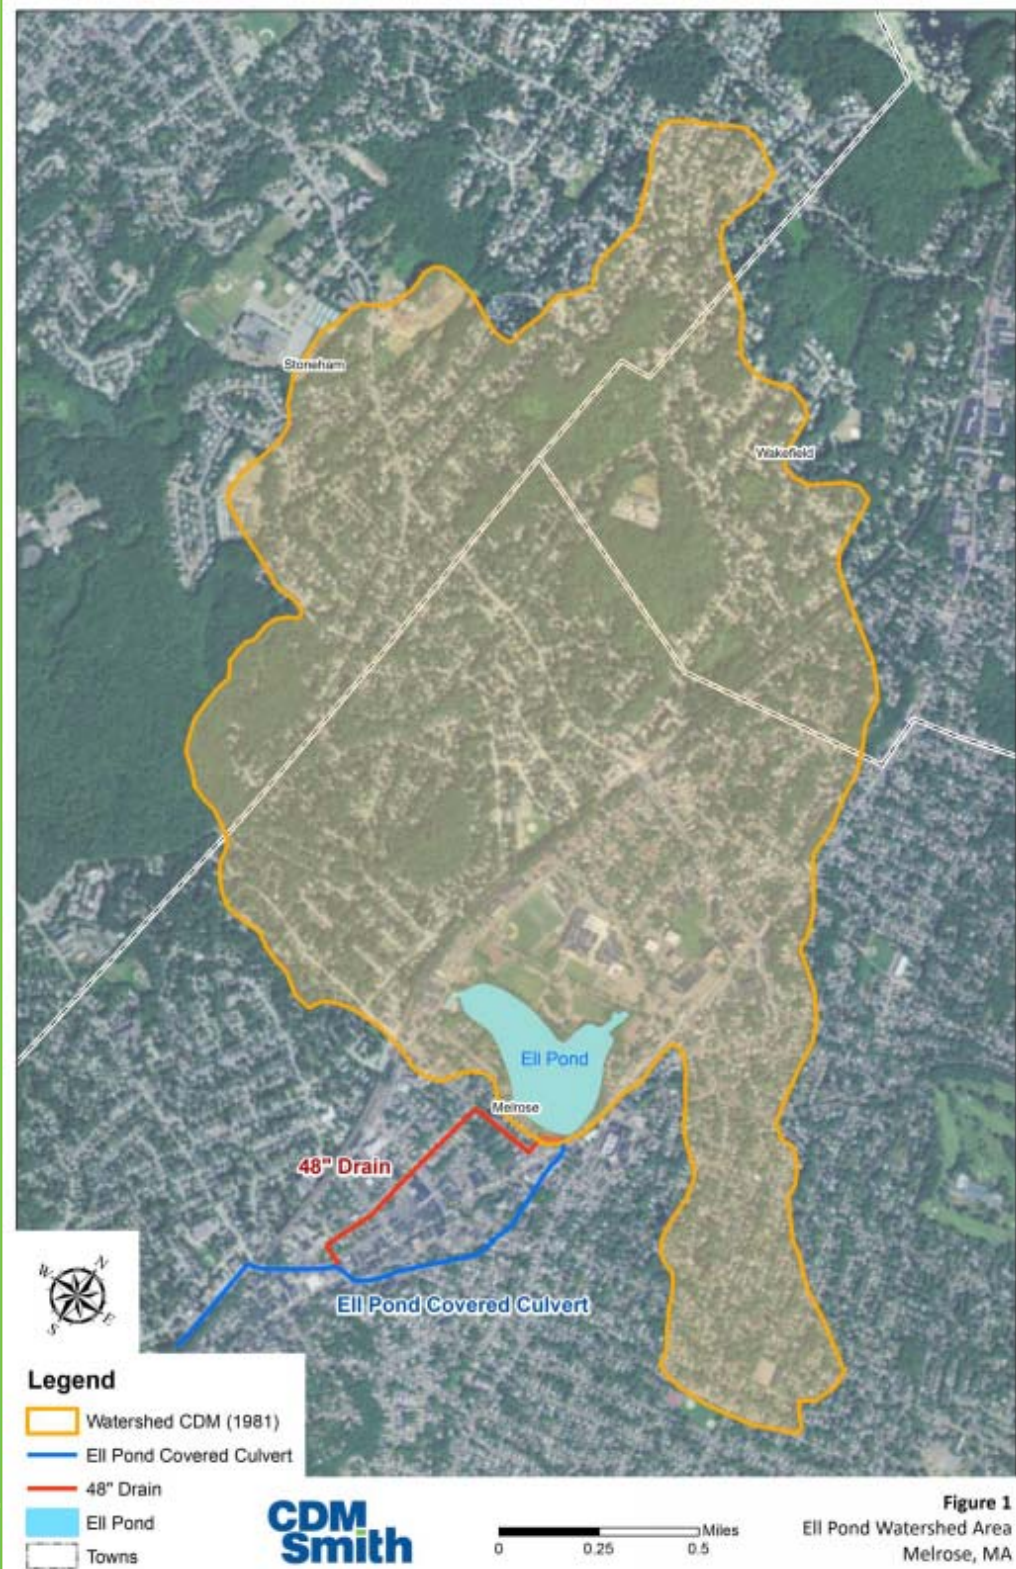 Stoneham
Wakefield
Ell Pond
Melrose
48" Drain
Ell Pond Covered Culvert
N
W
E
S
Legend
Watershed CDM (1981)
Ell Pond Covered Culvert
48" Drain
Ell Pond
Towns
CDM
Smith
Miles
0 0.25 0.5
Figure 1
Ell Pond Watershed Area
Melrose, MA